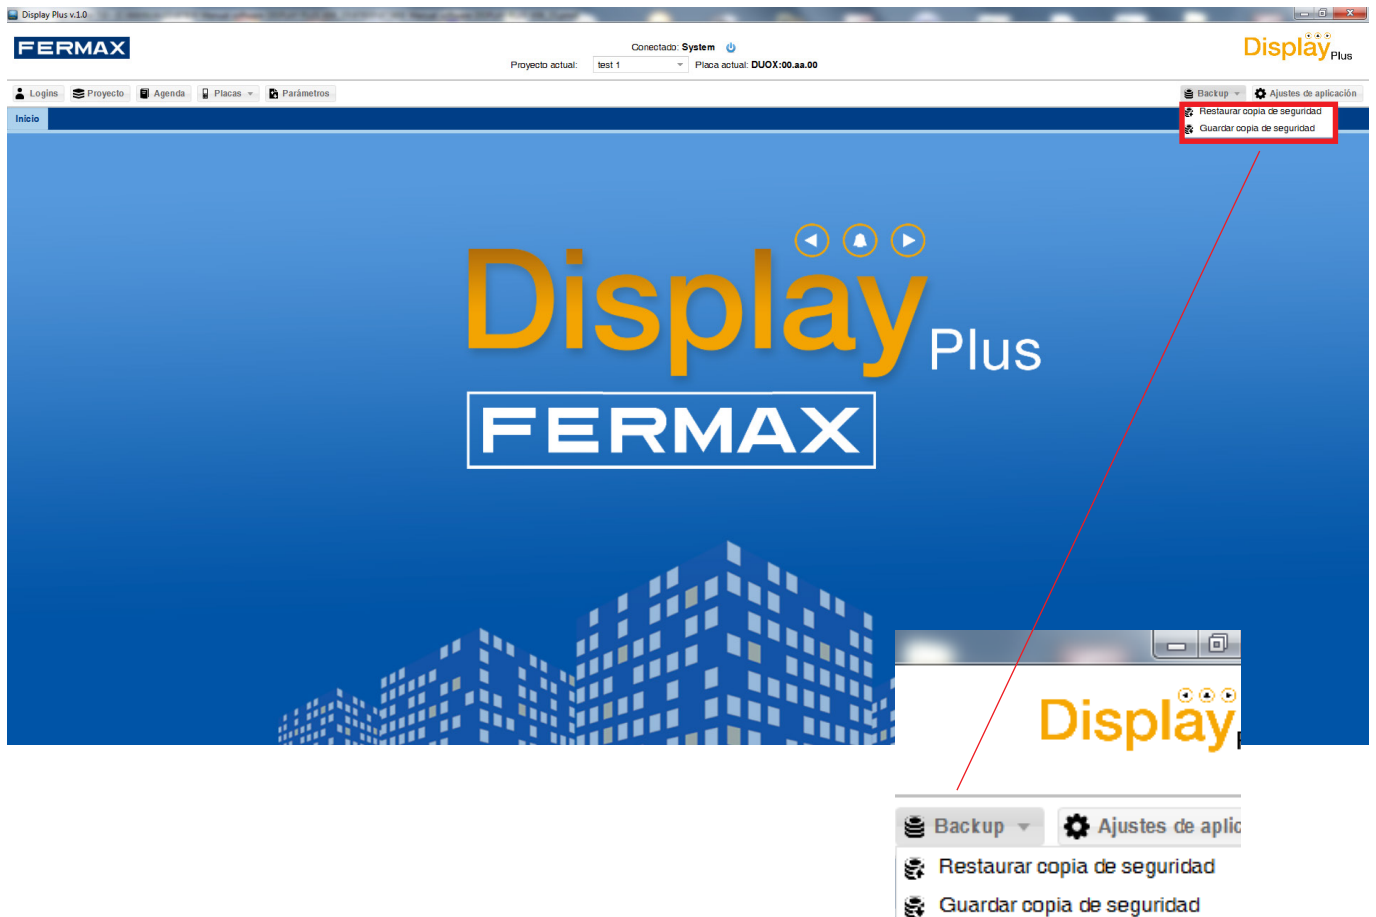 Display Plus v.1.0
FERMAX
Conectado: System
Display Plus
Proyecto actual: test 1 Placa actual: DUOX:00.aa.00
Logins Proyecto Agenda Placas Parámetros Backup Ajustes de aplicación
Inicio
Restaurar copia de seguridad
Guardar copia de seguridad
Display Plus
FERMAX
Display
Backup Ajustes de aplic
Restaurar copia de seguridad
Guardar copia de seguridad